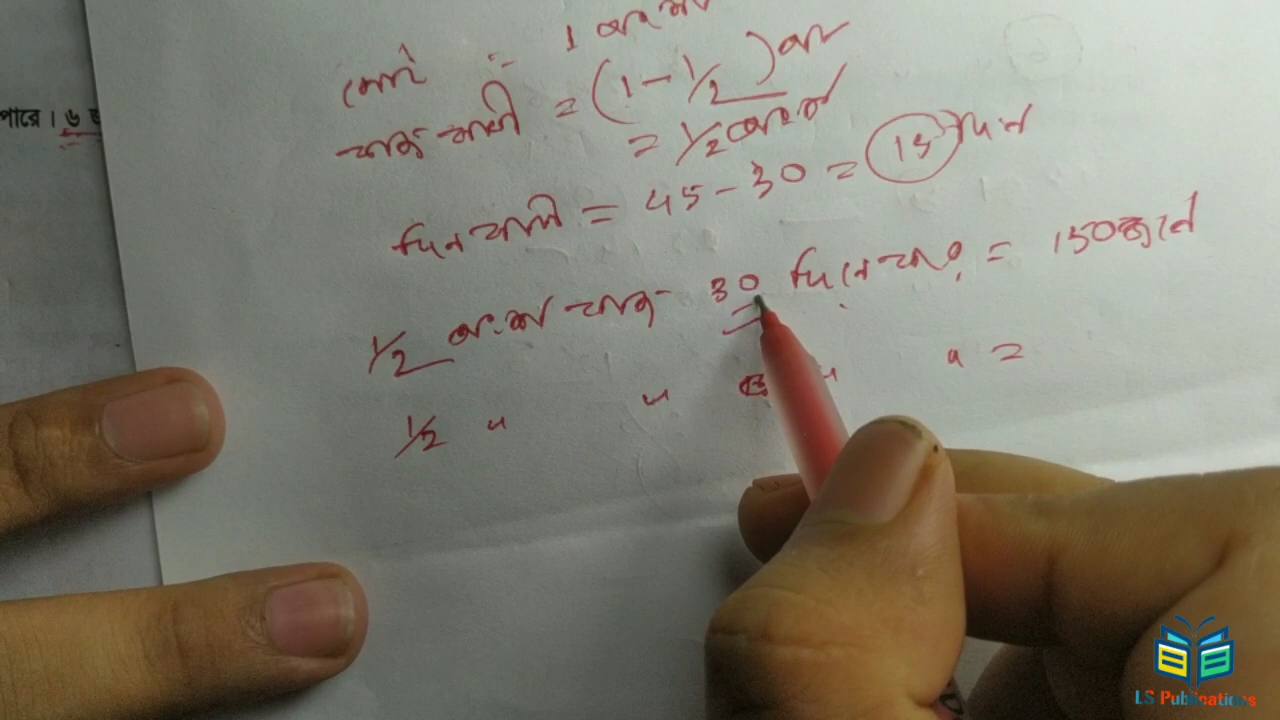 মোট = 1 অংশ
পারে। ৬
কাজ বাকী = (1 - 1/2) অংশ
= 1/2 অংশ
দিন বাকী = 45 - 30 = 15 দিন
1/2 অংশ কাজ 30 দিনে করে = 150 জনে
1/2 " " " " =
LS Publications